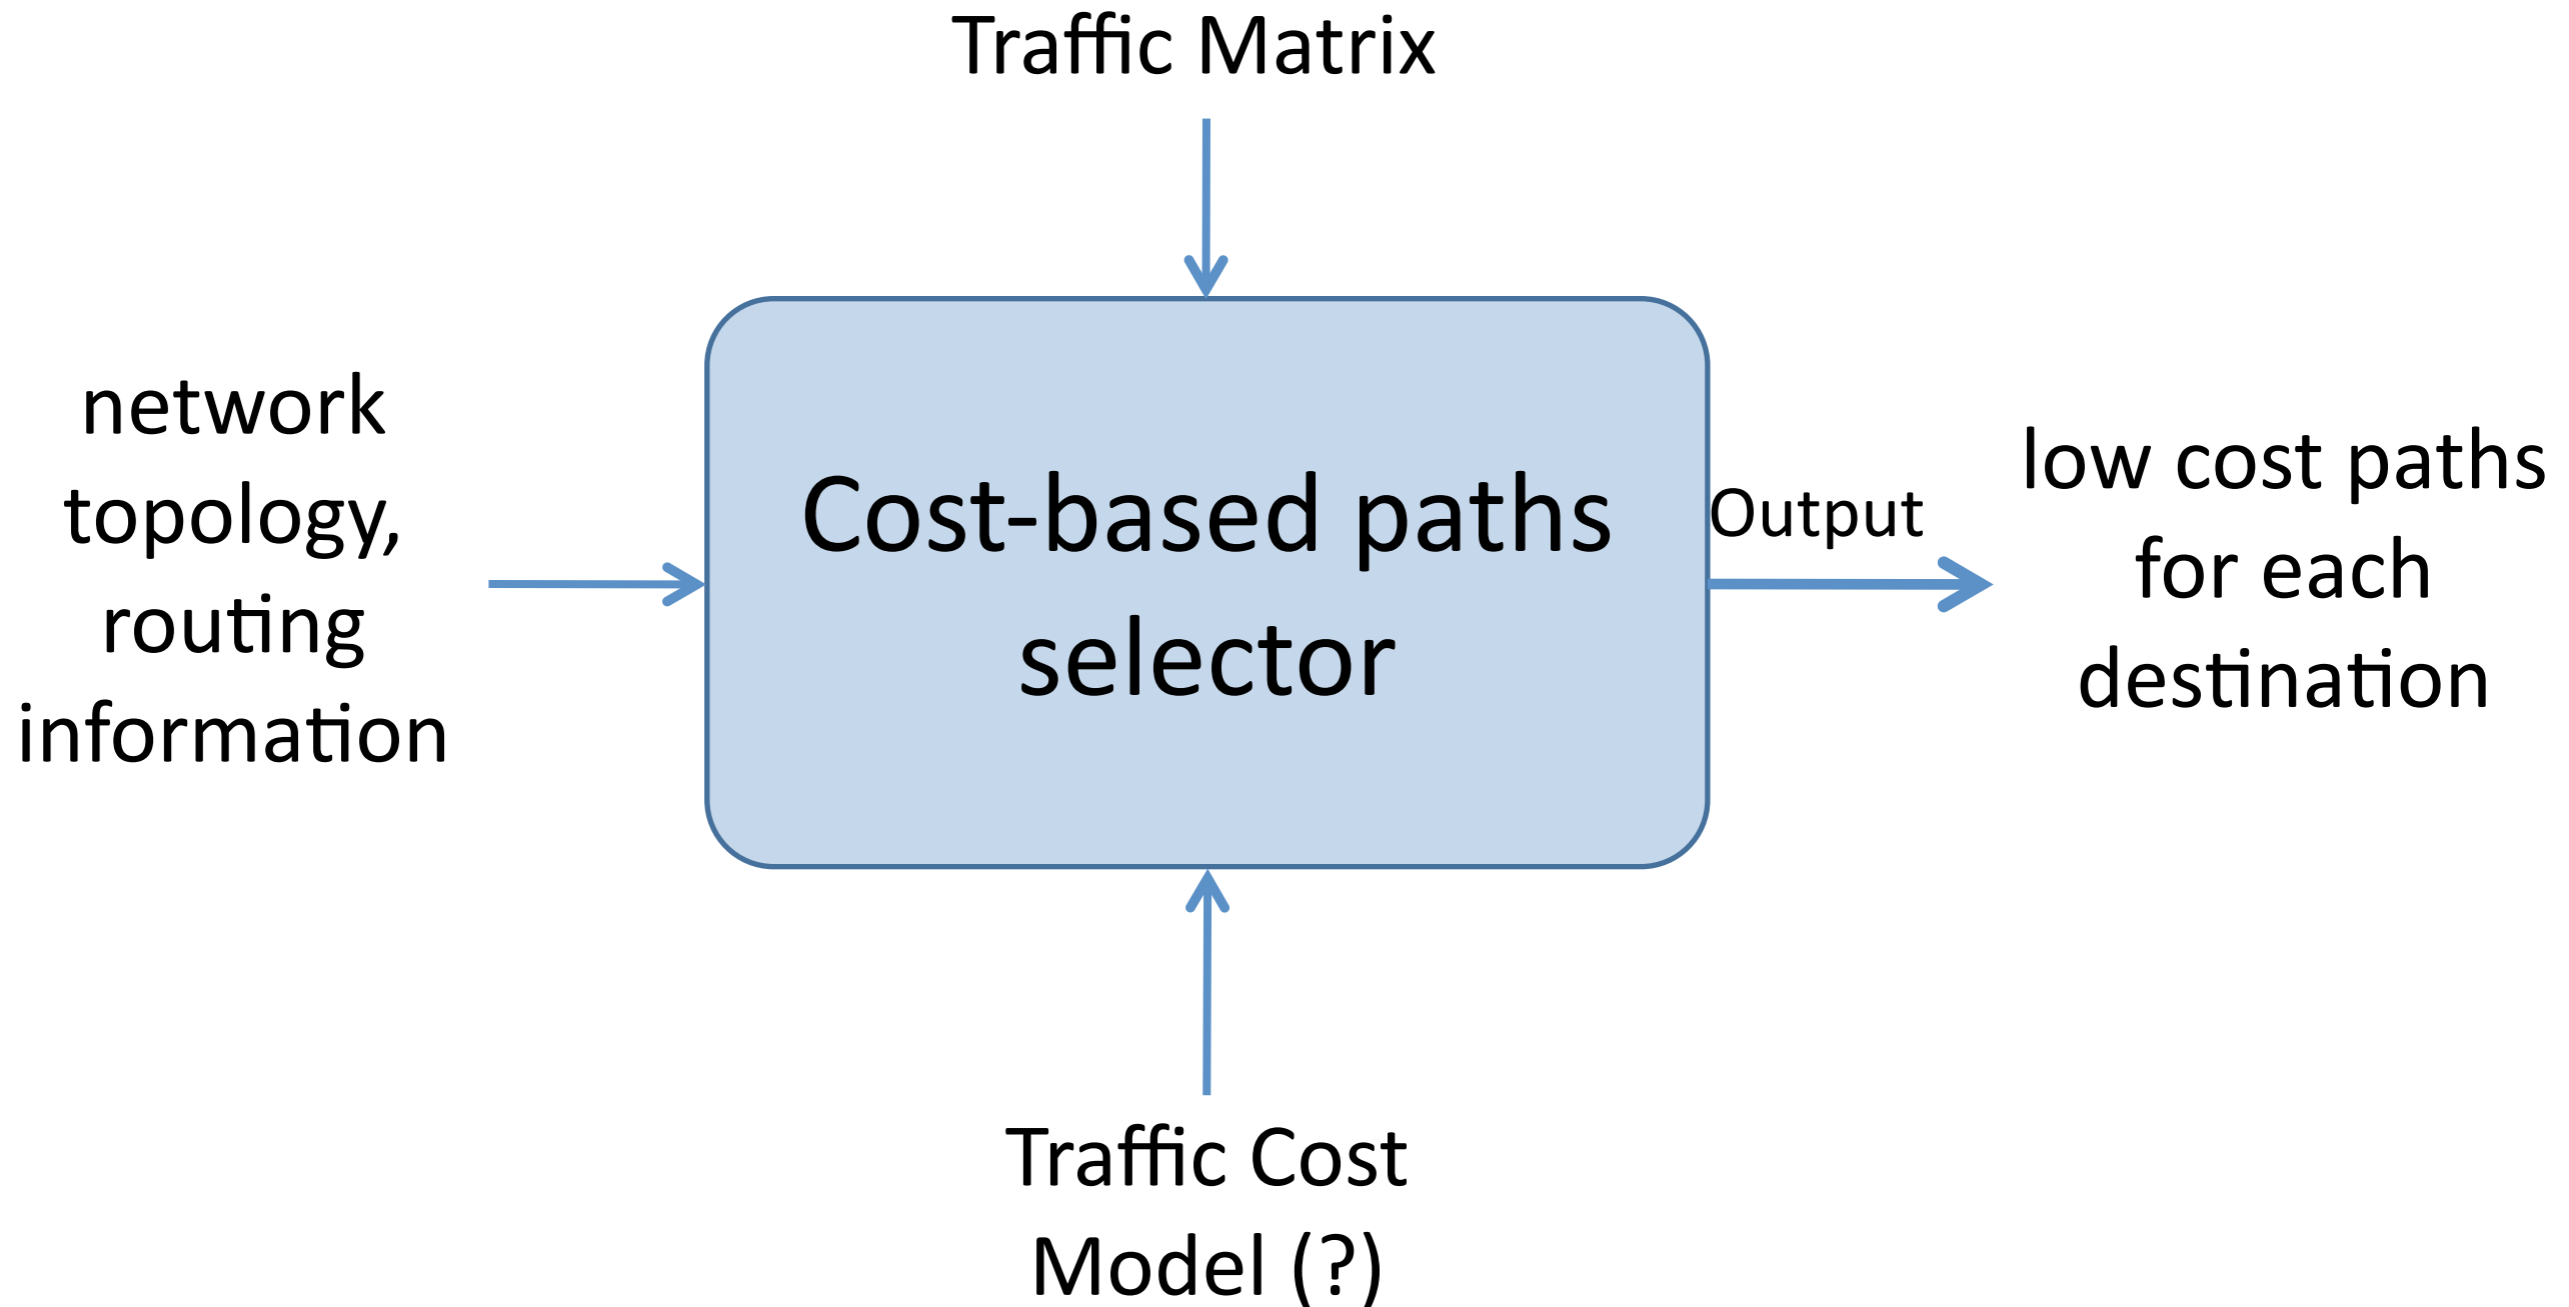 Traffic Matrix
network
topology,
routing
information
Cost-based paths
selector
Output
low cost paths
for each
destination
Traffic Cost
Model (?)